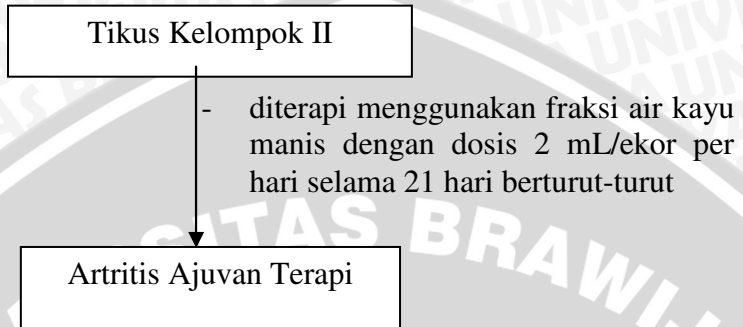 Tikus Kelompok II
- diterapi menggunakan fraksi air kayu
manis dengan dosis 2 mL/ekor per
hari selama 21 hari berturut-turut
Artritis Ajuvan Terapi